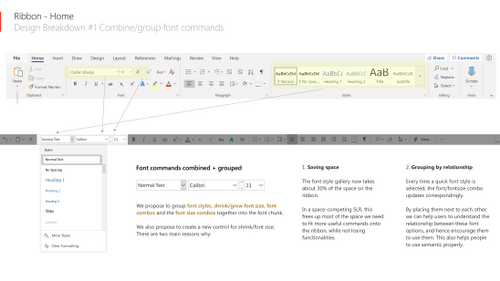 Ribbon - Home
Design Breakdown #1 Combine/group font commands
File Home Insert Draw Design Layout References Mailings Review View Help Share Comments
Paste Format Painter Calibri (Body) 11 AaBbCcDd AaBbCcDd AaBbCc AaBbCcD AaB AaBbCcD Find
Normal No Spac... Heading 1 Heading 2 Title Subtitle Replace Dictate
Select
Clipboard Font Paragraph Styles Editing Voice
Normal Text Calibri 11
Styles
Normal Text
No Spacing
Heading 1
Heading 2
Heading 3
Title
More Styles
Clear Formatting
Font commands combined + grouped
Normal Text Calibri 11
We propose to group font styles, shrink/grow font size, font
combos and the font size combos together into the font chunk.
We also propose to create a new control for shrink/font size.
There are two main reasons why:
1. Saving space
The font style gallery now takes
about 30% of the space on the
ribbon.
In a space-competing SLR, this
frees up most of the space we need
to fit more useful commands onto
the ribbon, while not losing
functionalities.
2. Grouping by relationship
Every time a quick font style is
selected, the font/fontsize combo
updates correspondingly.
By placing them next to each other
we can help users to understand the
relationship between these font
options, and hence encourage them
to use them. This also helps people
to use semantic properly.